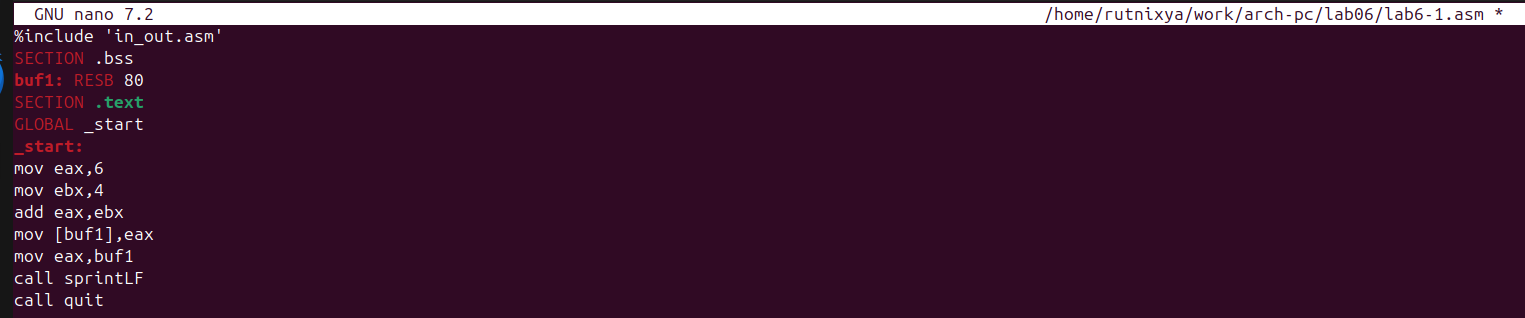 GNU nano 7.2 /home/rutnixya/work/arch-pc/lab06/lab6-1.asm *
%include 'in_out.asm'
SECTION .bss
buf1: RESB 80
SECTION .text
GLOBAL _start
_start:
mov eax,6
mov ebx,4
add eax,ebx
mov [buf1],eax
mov eax,buf1
call sprintLF
call quit